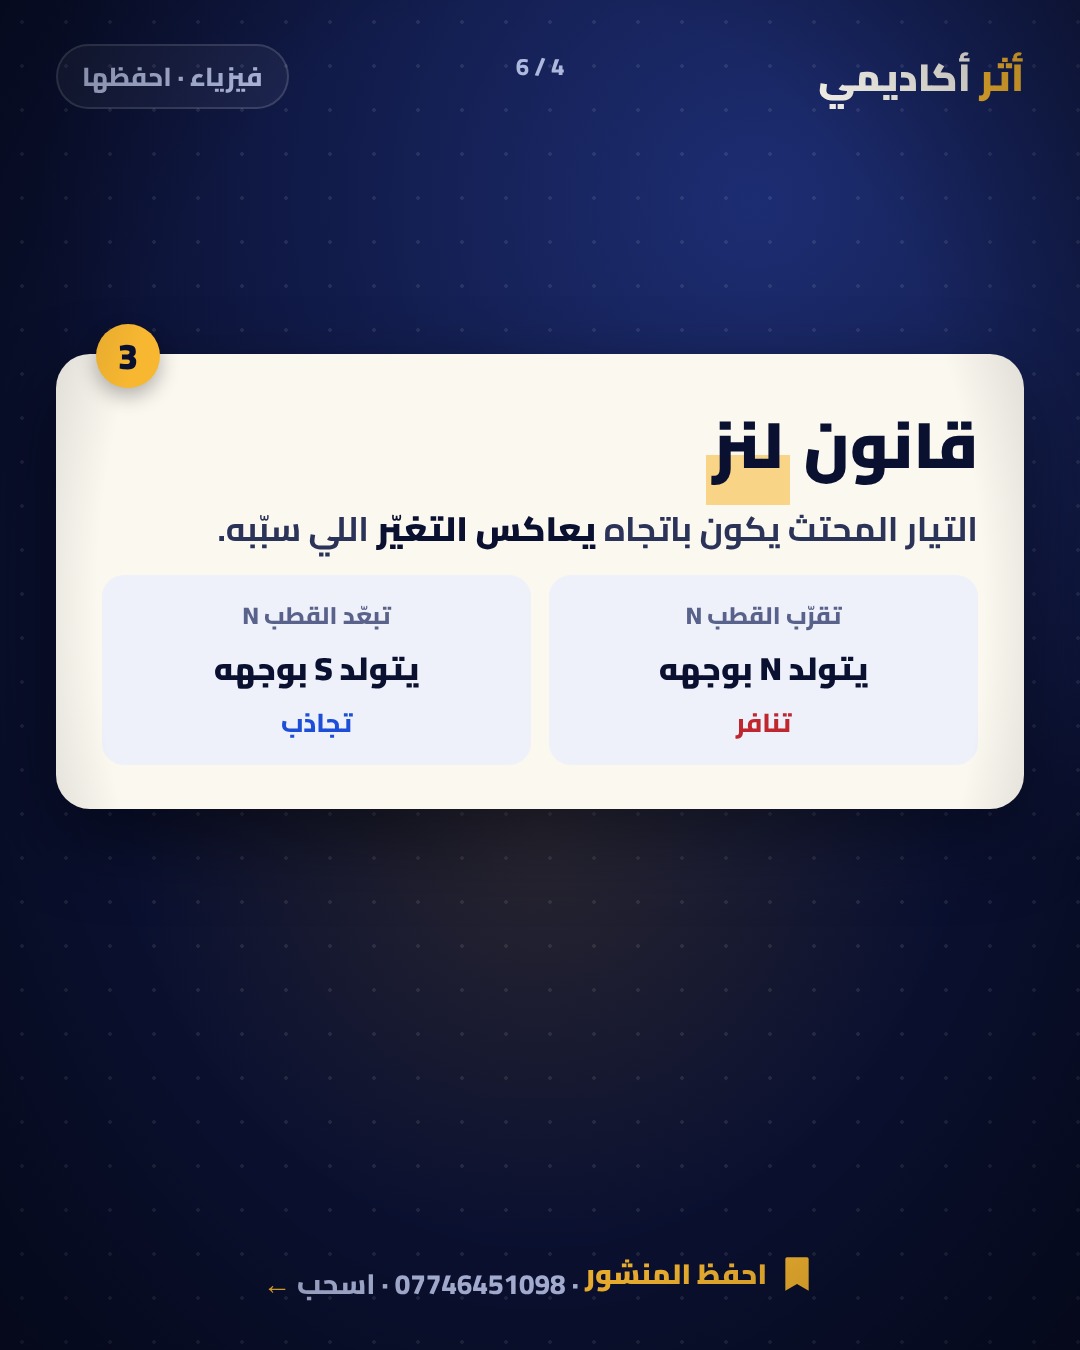 أثر أكاديمي
6 / 4
فيزياء · احفظها
3
قانون لنز
التيار المحتث يكون باتجاه يعاكس التغيّر اللي سبّبه.
تقرّب القطب N
يتولد N بوجهه
تنافر
تبعّد القطب N
يتولد S بوجهه
تجاذب
احفظ المنشور · 07746451098 · اسحب ←